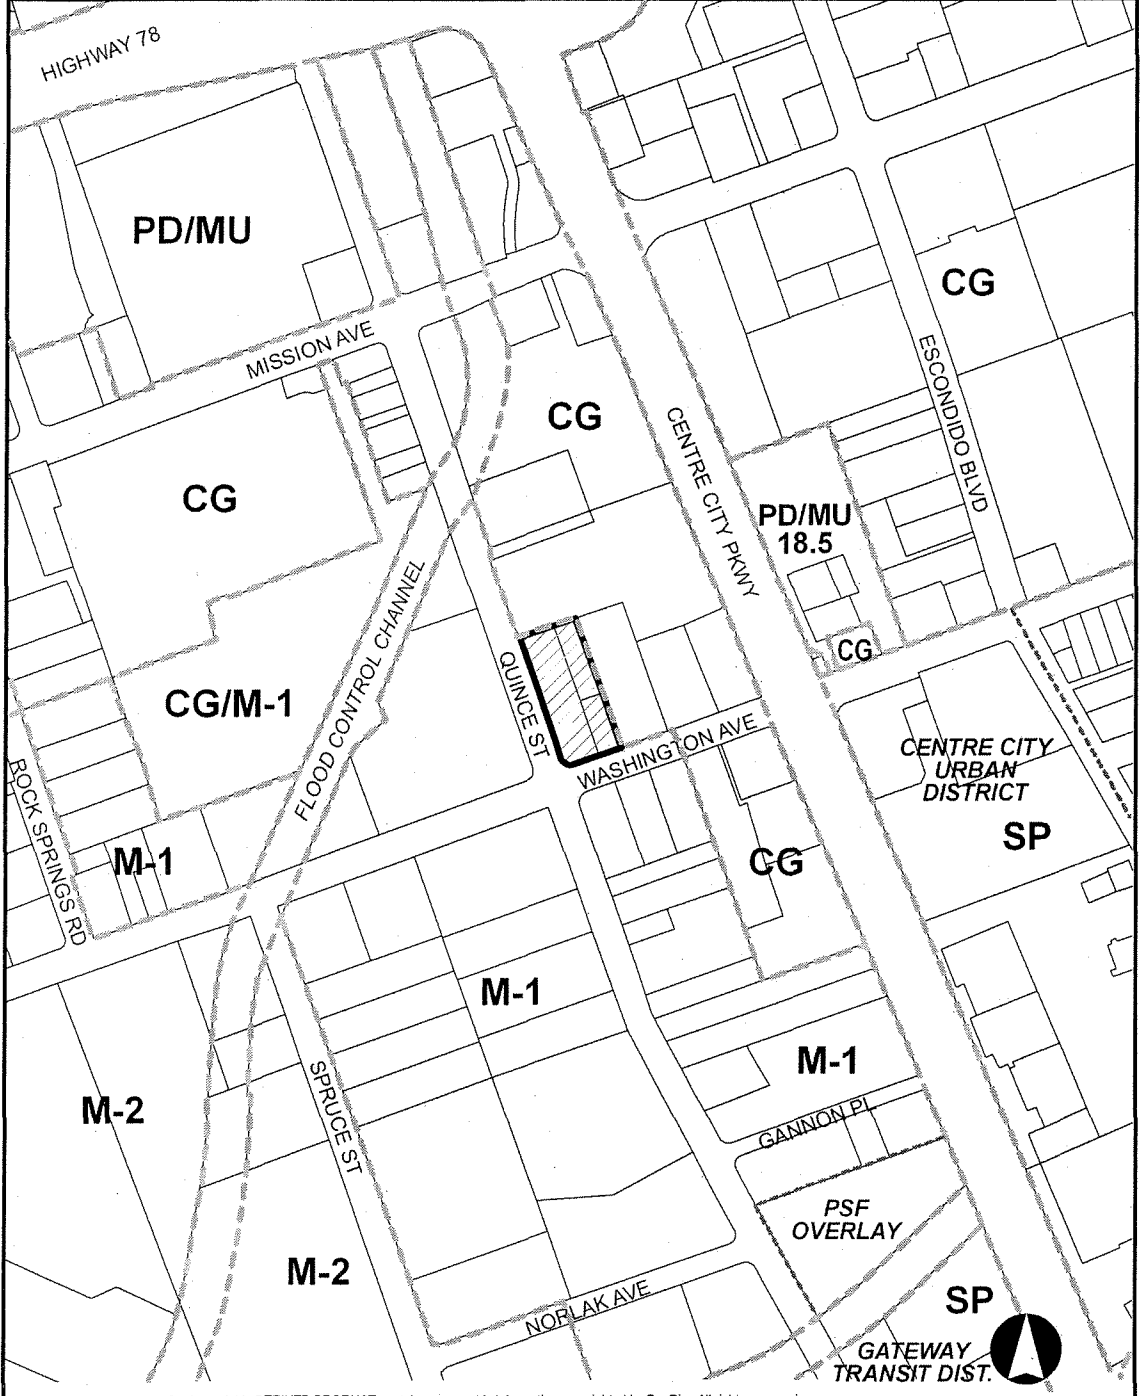 HIGHWAY 78
PD/MU
CG
MISSION AVE
ESCONDIDO BLVD
CG
CENTRE CITY PKWY
CG
PD/MU
18.5
FLOOD CONTROL CHANNEL
CG
QUINCE ST
CG/M-1
WASHINGTON AVE
CENTRE CITY
URBAN
DISTRICT
SP
ROCK SPRINGS RD
M-1
CG
M-1
M-1
SPRUCE ST
M-2
GANNON PL
PSF
OVERLAY
M-2
NORLAK AVE
SP
GATEWAY
TRANSIT DIST.